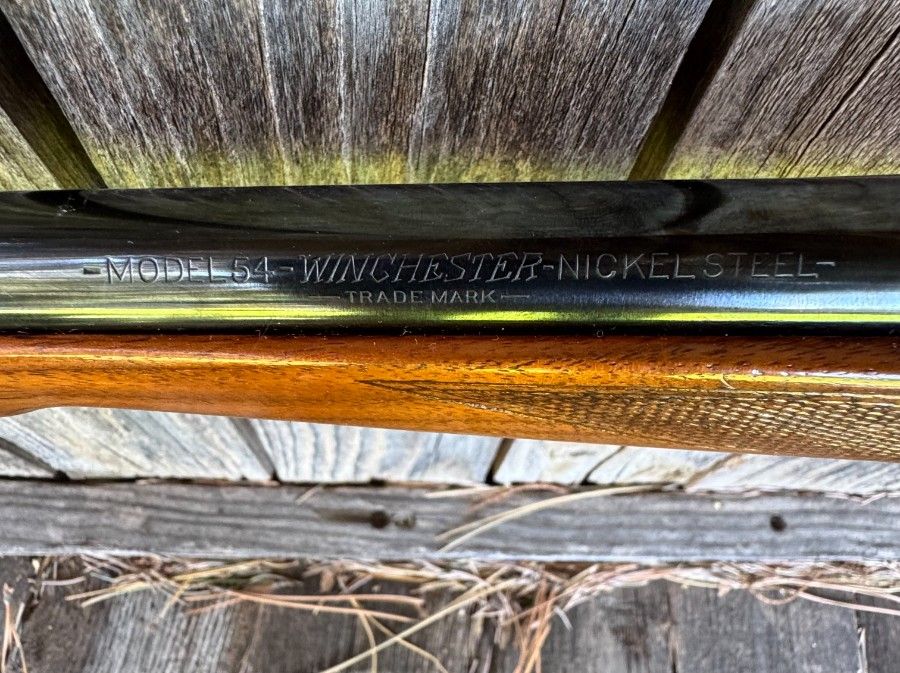 -MODEL 54-WINCHESTER-NICKEL STEEL-
—TRADE MARK—